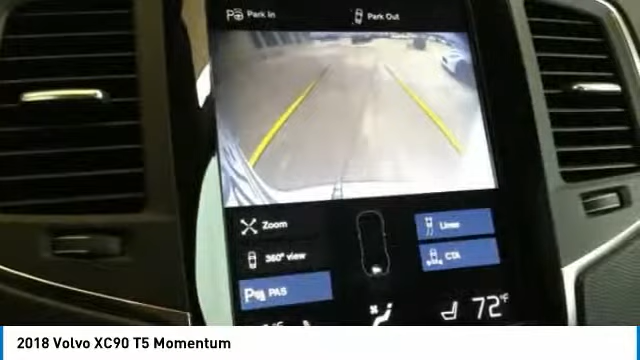 Park In
Park Out
Zoom
360° view
PAS
Lines
CTA
72°F
2018 Volvo XC90 T5 Momentum